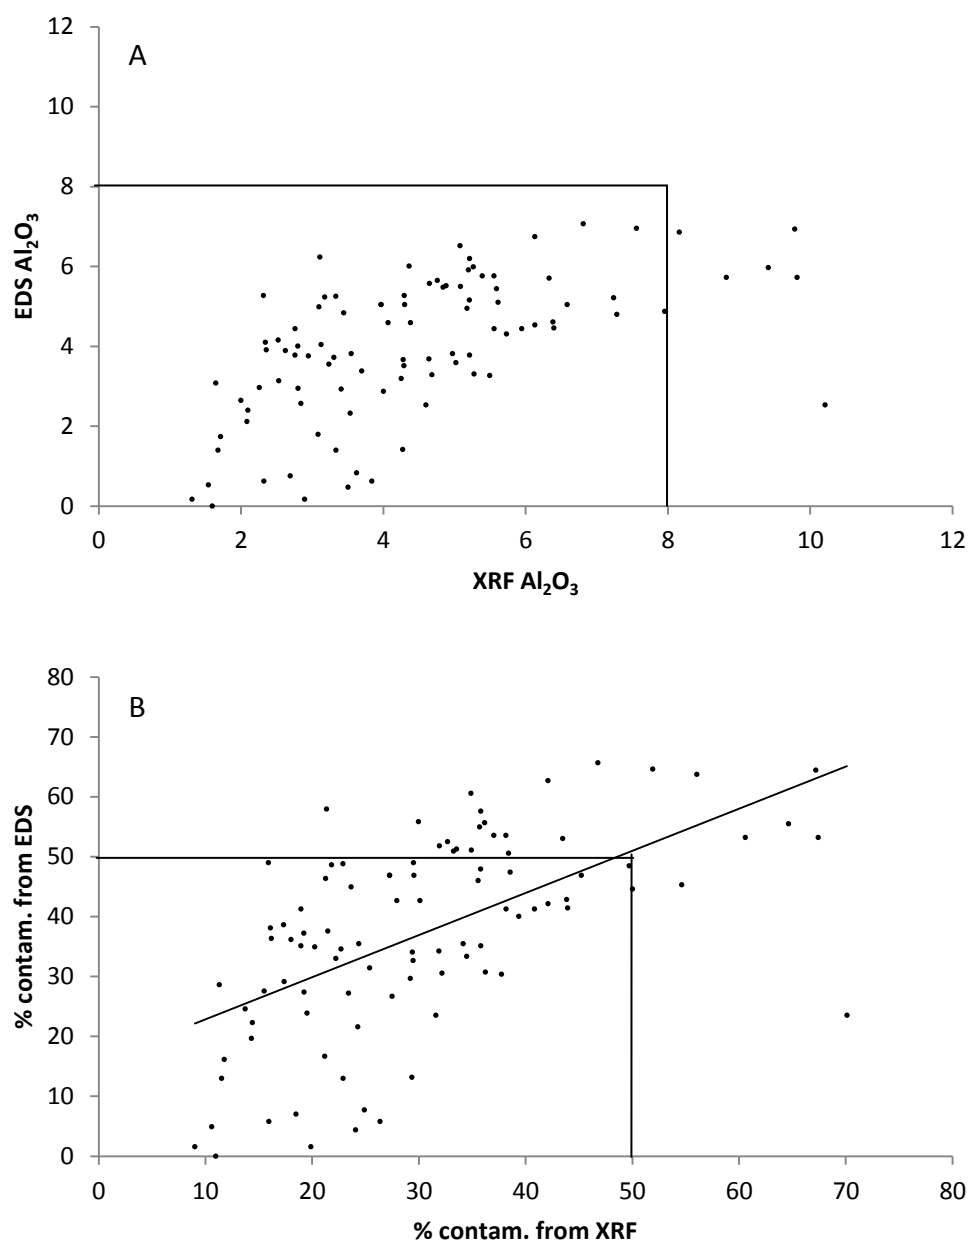 12
A
10
8
6
4
2
0
EDS Al₂O₃
0 2 4 6 8 10 12
XRF Al₂O₃
80
B
70
60
50
40
30
20
10
0
% contam. from EDS
0 10 20 30 40 50 60 70 80
% contam. from XRF